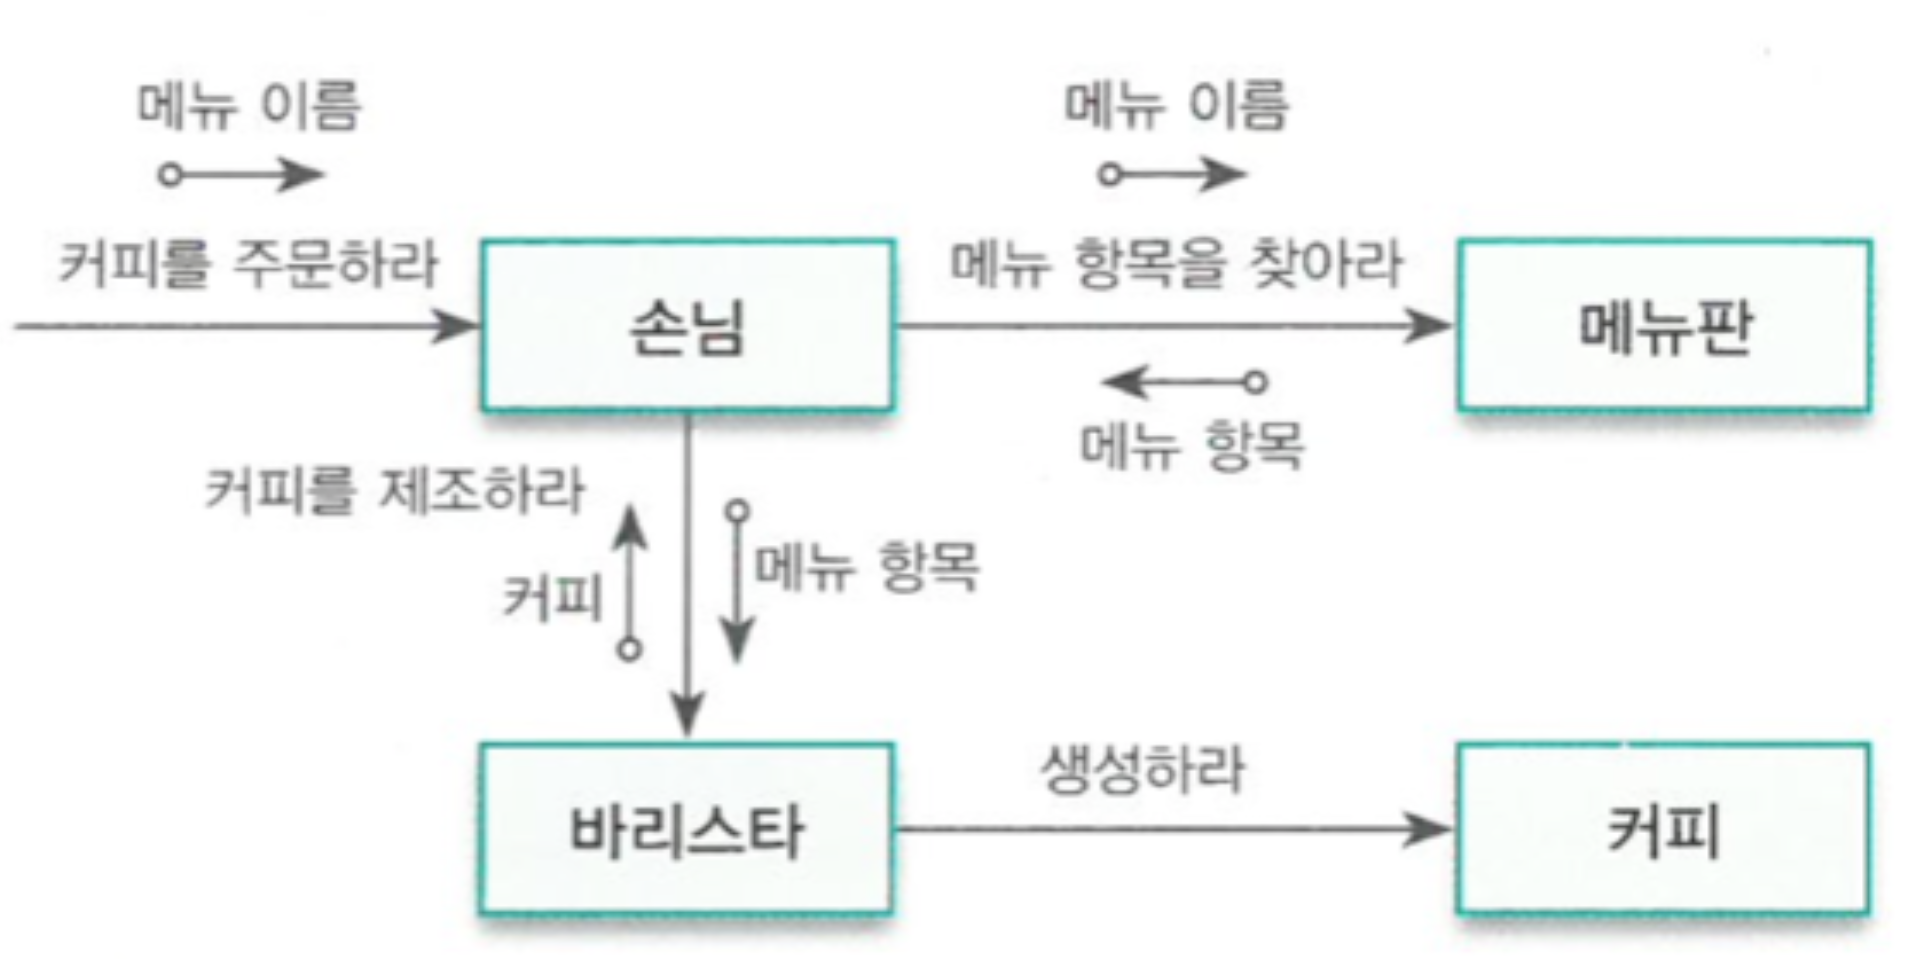 메뉴 이름
메뉴 이름
커피를 주문하라
손님
메뉴 항목을 찾아라
메뉴판
메뉴 항목
커피를 제조하라
메뉴 항목
커피
생성하라
바리스타
커피